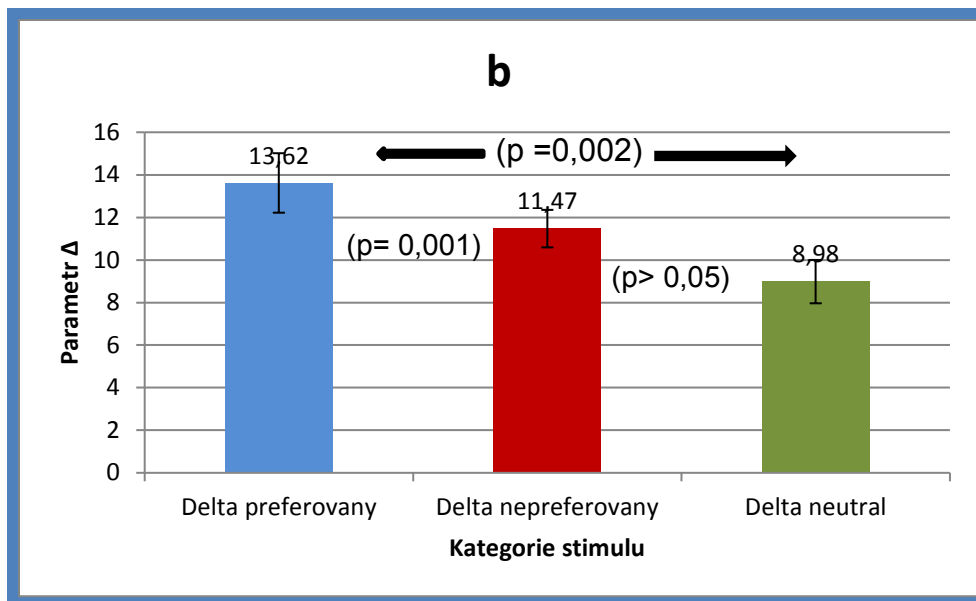 b
16
14
12
10
8
6
4
2
0
Parametr Δ
13,62
(p =0,002)
11,47
(p= 0,001)
8,98
(p> 0,05)
Delta preferovany
Delta nepreferovany
Delta neutral
Kategorie stimulu